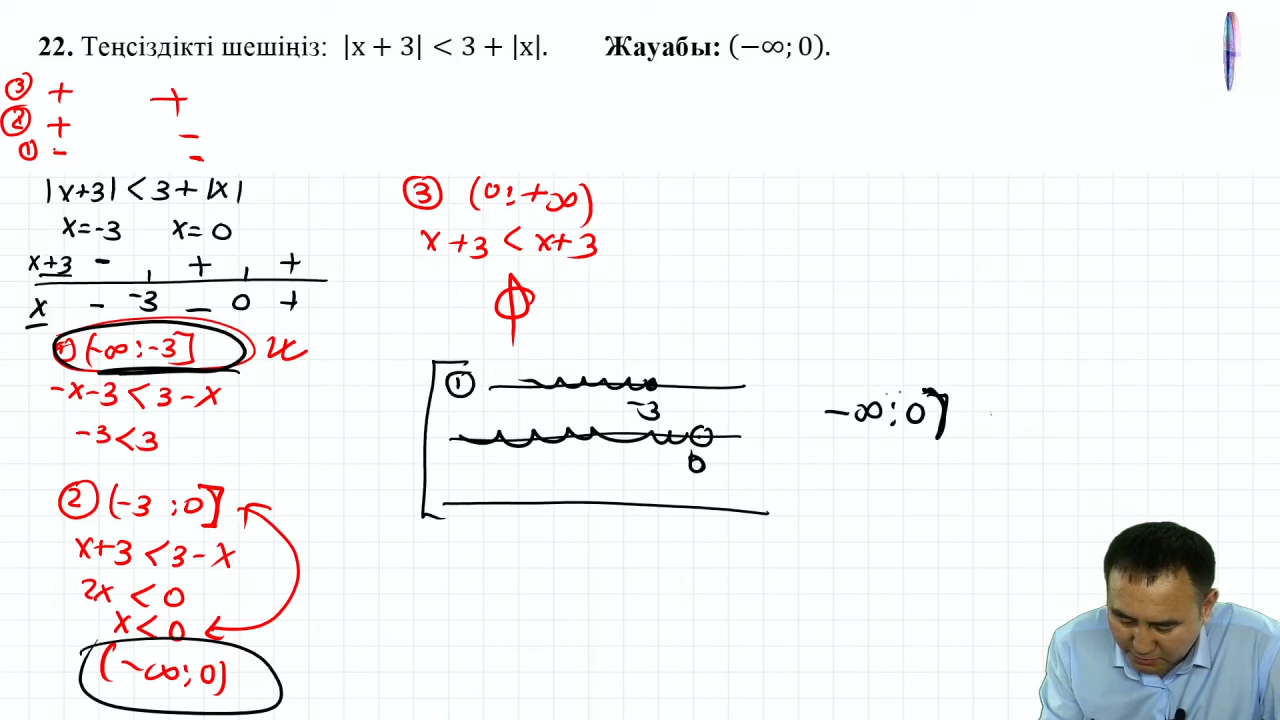 22. Теңсіздікті шешіңіз: |x + 3| < 3 + |x|. Жауабы: (−∞; 0).
③ + +
② + −
① − −
|x+3| < 3 + |x|
x=-3 x=0
x+3 − + +
x − -3 − 0 +
(-∞ ; -3]
-x-3 < 3-x
-3 < 3
② (-3 ; 0]
x+3 < 3-x
2x < 0
x < 0
(-∞; 0)
③ (0; +∞)
x+3 < x+3
∅
①
-3
0
-∞; 0]